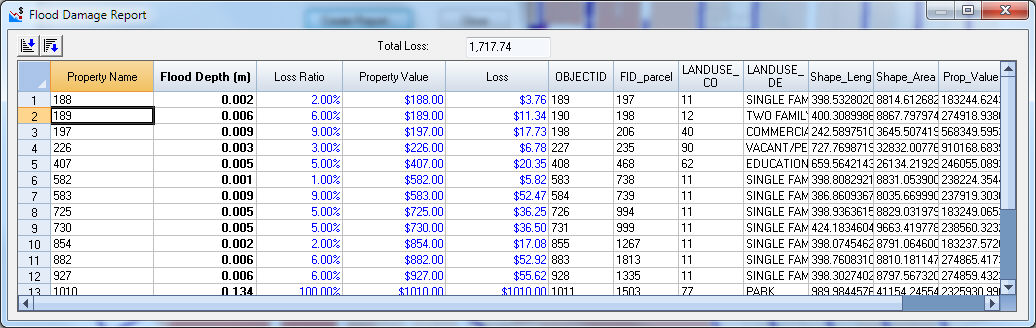 Flood Damage Report
Total Loss: 1,717.74
Property Name Flood Depth (m) Loss Ratio Property Value Loss OBJECTID FID_parcel LANDUSE_CO LANDUSE_DE Shape_Leng Shape_Area Prop_Value
1 188 0.002 2.00% $188.00 $3.76 189 197 11 SINGLE FAM 398.5328020 8814.612682 183244.624
2 189 0.006 6.00% $189.00 $11.34 190 198 12 TWO FAMILY 400.3089986 8867.797974 274918.938
3 197 0.009 9.00% $197.00 $17.73 198 206 40 COMMERCIA 242.5897510 3645.507419 568349.595
4 226 0.003 3.00% $226.00 $6.78 227 235 90 VACANT/PE 727.7698719 32832.00776 910168.683
5 407 0.005 5.00% $407.00 $20.35 408 468 62 EDUCATION 659.5642143 26134.21929 246055.089
6 582 0.001 1.00% $582.00 $5.82 583 738 11 SINGLE FAM 398.8082921 8831.053900 238224.354
7 583 0.009 9.00% $583.00 $52.47 584 739 11 SINGLE FAM 386.8609367 8035.669990 237919.303
8 725 0.005 5.00% $725.00 $36.25 726 994 11 SINGLE FAM 398.9363615 8829.031979 183249.065
9 730 0.005 5.00% $730.00 $36.50 731 999 11 SINGLE FAM 424.1834604 9663.419778 238560.323
10 854 0.002 2.00% $854.00 $17.08 855 1267 11 SINGLE FAM 398.0745462 8791.064600 183237.572
11 882 0.006 6.00% $882.00 $52.92 883 1813 11 SINGLE FAM 398.7608310 8810.181147 274865.417
12 927 0.006 6.00% $927.00 $55.62 928 1335 11 SINGLE FAM 398.3027402 8797.567320 274859.432
13 1010 0.134 100.00% $1010.00 $1010.00 1011 1503 77 PARK 989.9844576 41154.24554 2325930.99